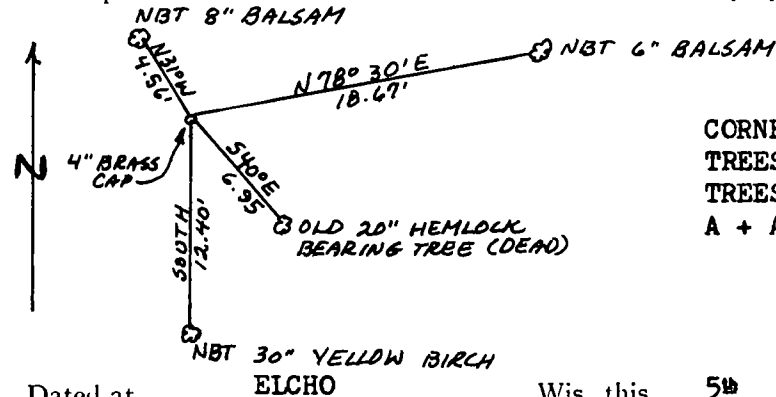 NBT 8" BALSAM
N31°W
4.56'
N 78° 30' E
18.67'
NBT 6" BALSAM
N
4" BRASS
CAP
S40°E
6.95
SOUTH
12.40'
OLD 20" HEMLOCK
BEARING TREE (DEAD)
NBT 30" YELLOW BIRCH
TREES
TREES
A +
Dated at ELCHO Wis. this 5th